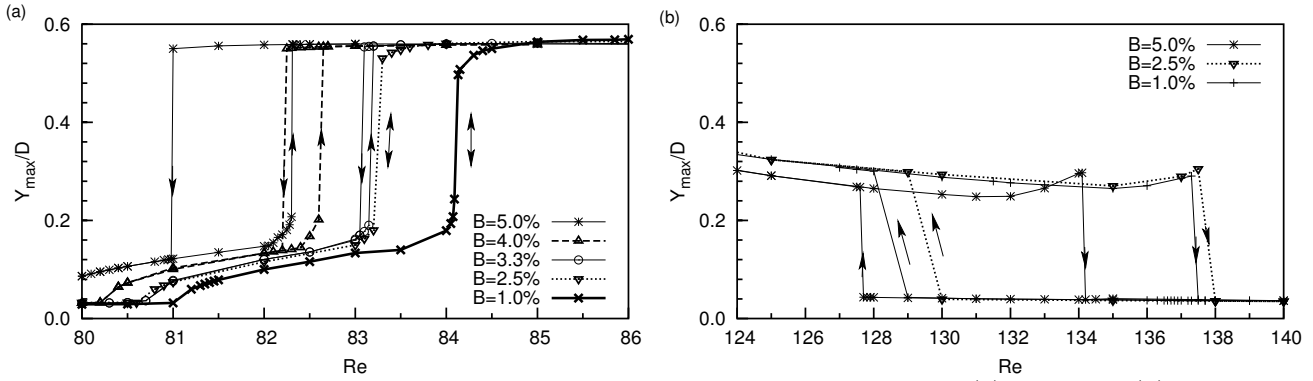 (a)
0.6
0.4
0.2
0.0
Y_max/D
80 81 82 83 84 85 86
Re
B=5.0%
B=4.0%
B=3.3%
B=2.5%
B=1.0%
(b)
0.6
0.4
0.2
0.0
Y_max/D
124 126 128 130 132 134 136 138 140
Re
B=5.0%
B=2.5%
B=1.0%